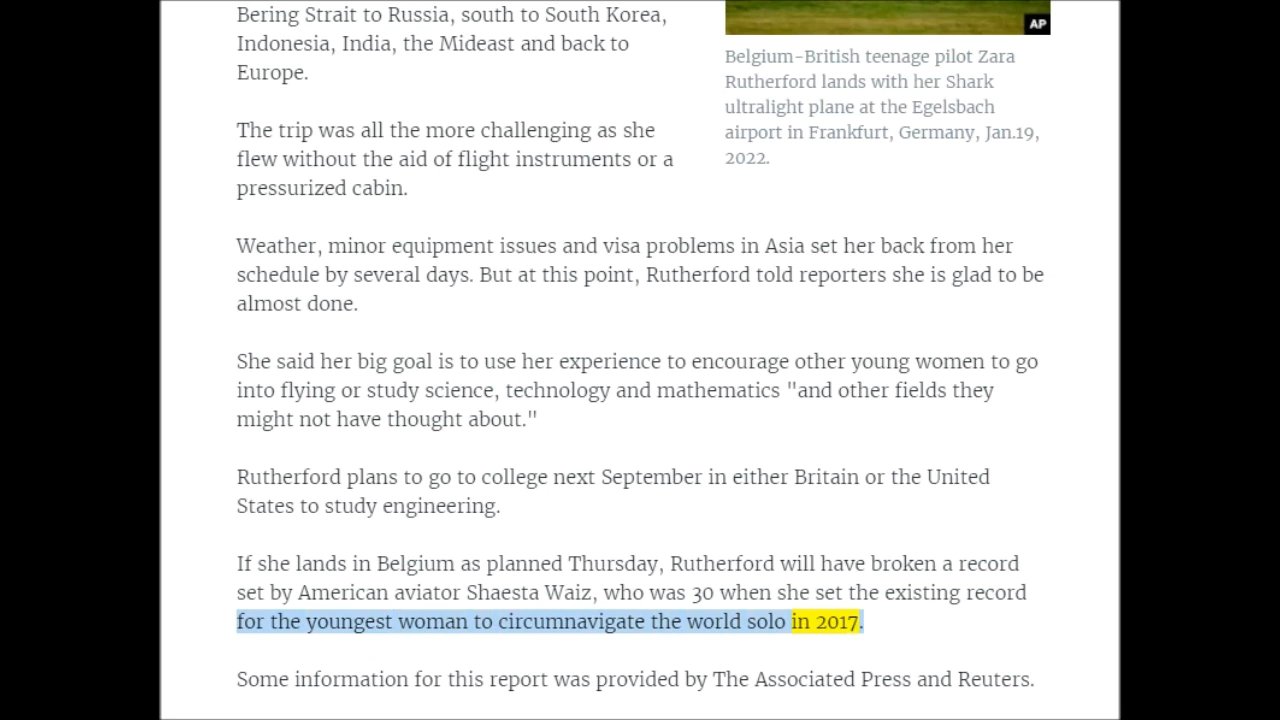 Bering Strait to Russia, south to South Korea,
Indonesia, India, the Mideast and back to
Europe.
The trip was all the more challenging as she
flew without the aid of flight instruments or a
pressurized cabin.
AP
Belgium-British teenage pilot Zara
Rutherford lands with her Shark
ultralight plane at the Egelsbach
airport in Frankfurt, Germany, Jan.19,
2022.
Weather, minor equipment issues and visa problems in Asia set her back from her
schedule by several days. But at this point, Rutherford told reporters she is glad to be
almost done.
She said her big goal is to use her experience to encourage other young women to go
into flying or study science, technology and mathematics "and other fields they
might not have thought about."
Rutherford plans to go to college next September in either Britain or the United
States to study engineering.
If she lands in Belgium as planned Thursday, Rutherford will have broken a record
set by American aviator Shaesta Waiz, who was 30 when she set the existing record
for the youngest woman to circumnavigate the world solo in 2017.
Some information for this report was provided by The Associated Press and Reuters.